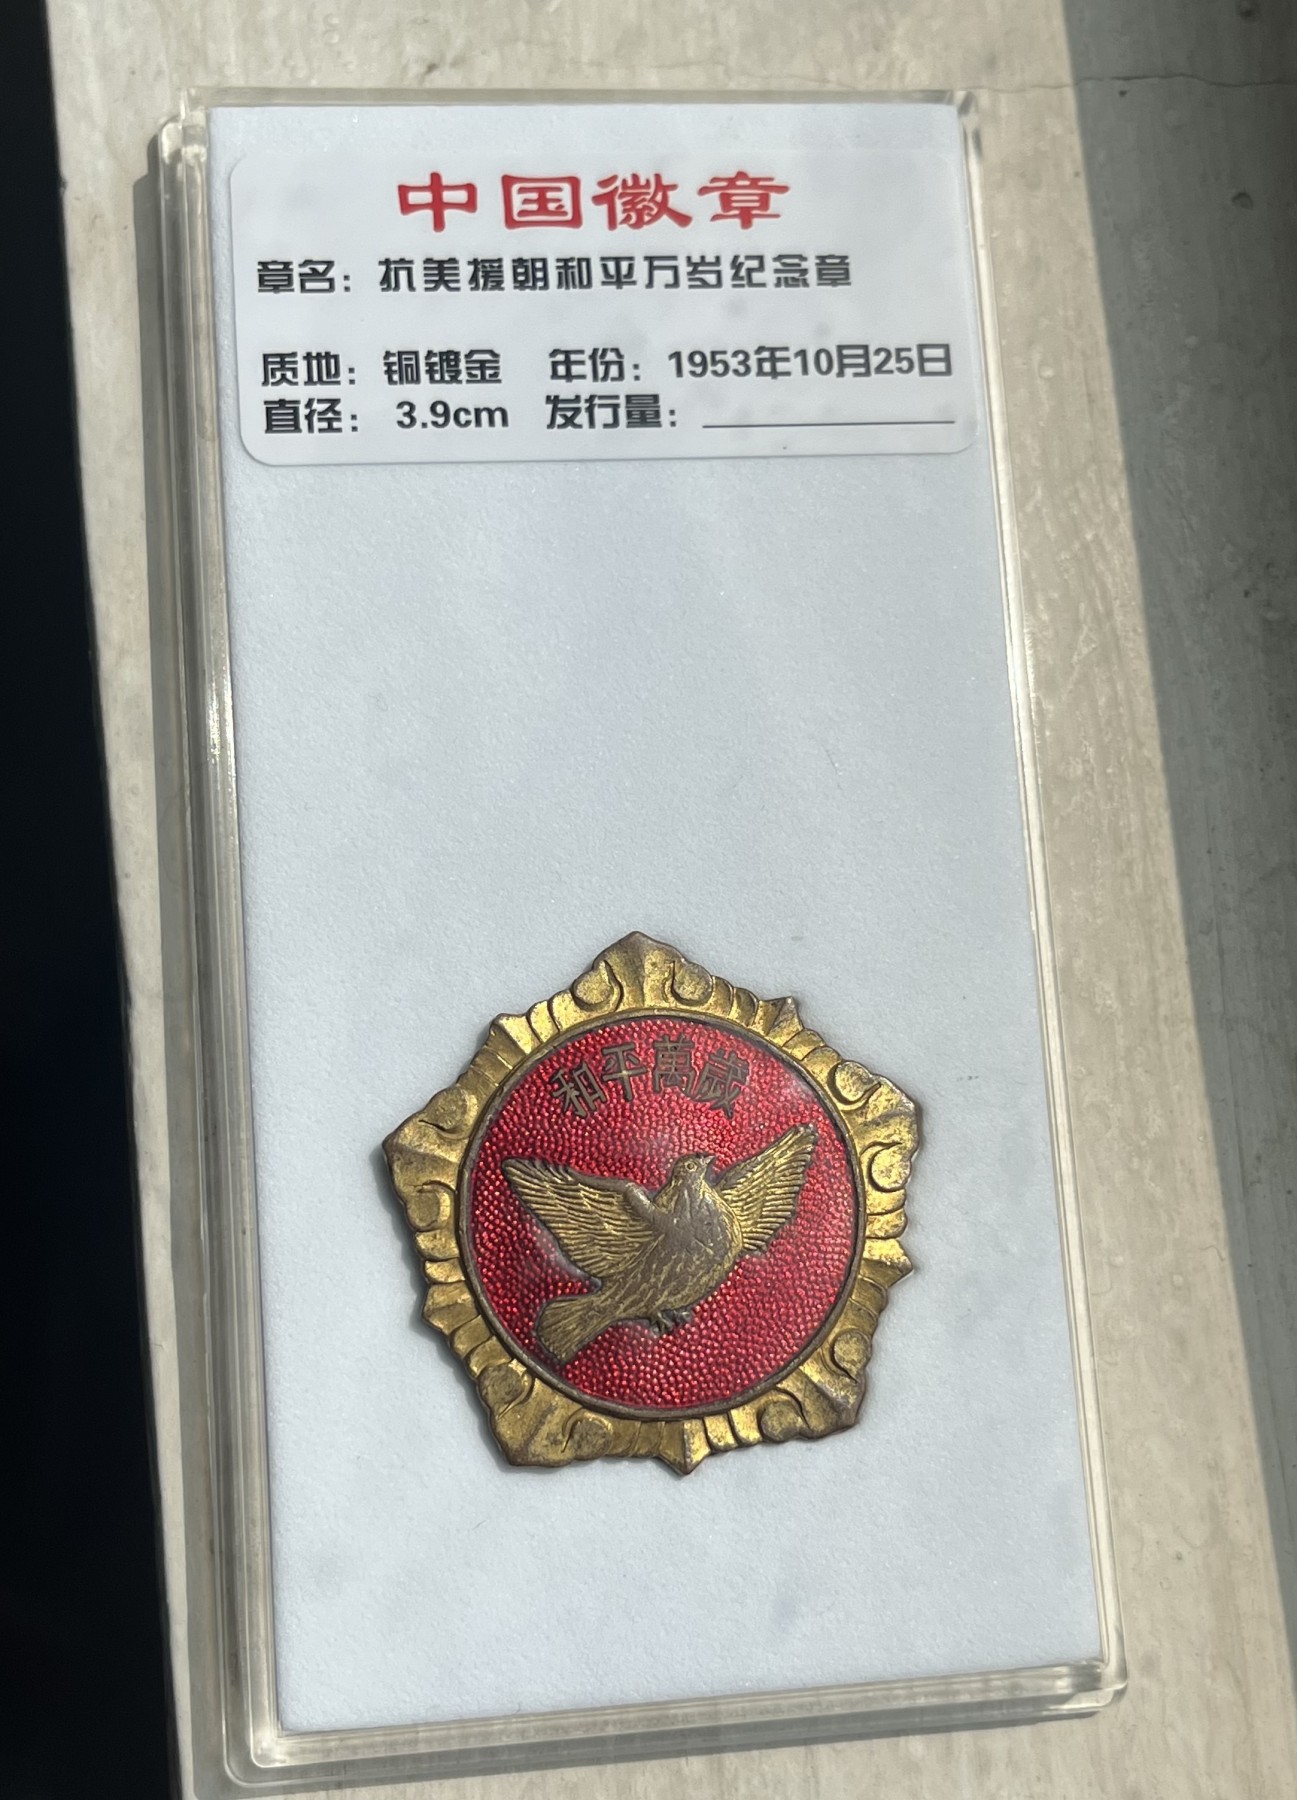 中国徽章
章名：抗美援朝和平万岁纪念章
质地：铜镀金 年份：1953年10月25日
直径：3.9cm 发行量：
和平萬歲